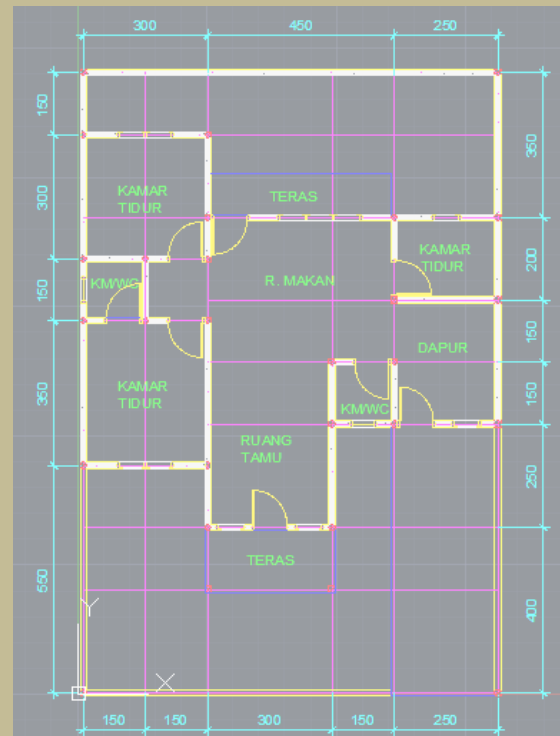 300
450
250
150
350
KAMAR
TIDUR
TERAS
300
KAMAR
TIDUR
200
KM/WC
R. MAKAN
150
150
DAPUR
KAMAR
TIDUR
350
KM/WC
150
RUANG
TAMU
250
TERAS
550
400
Y
X
150
150
300
150
250